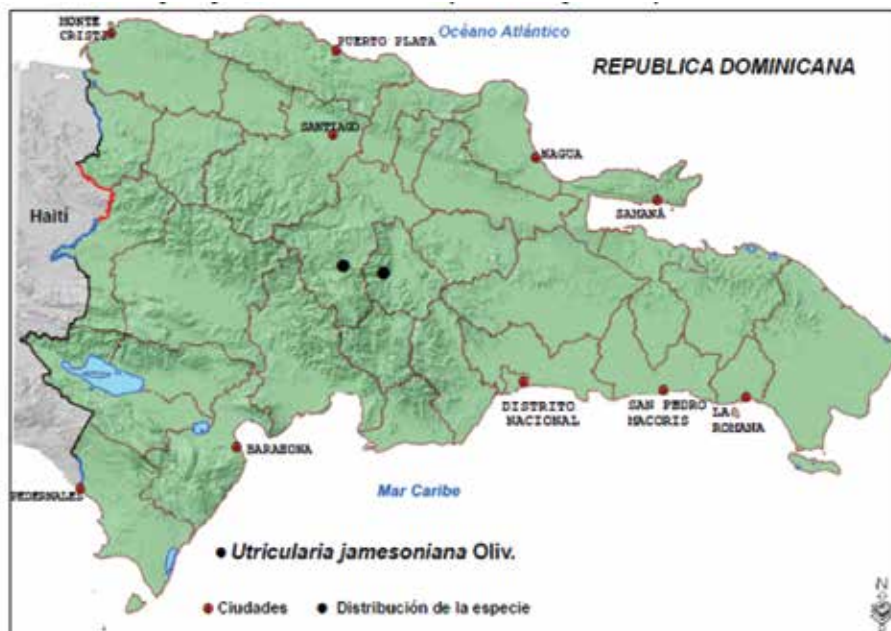 MONTE
CRISTI
PUERTO PLATA
Océano Atlántico
REPUBLICA DOMINICANA
SANTIAGO
NAGUA
SAMANÁ
Haití
DISTRITO
NACIONAL
SAN PEDRO
MACORIS
LA
ROMANA
BARAHONA
PEDERNALES
Mar Caribe
Utricularia jamesoniana Oliv.
Ciudades
Distribución de la especie